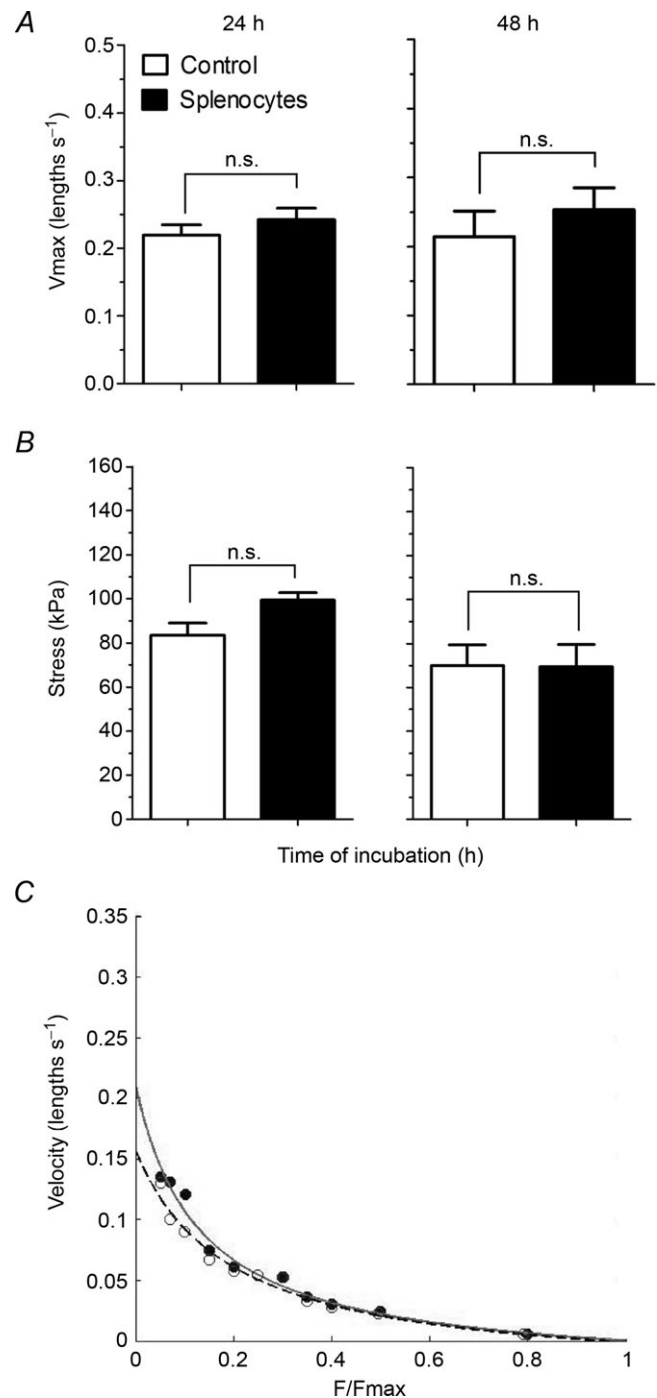 A
24 h
48 h
0.5
0.4
0.3
0.2
0.1
0.0
Vmax (lengths s⁻¹)
Control
Splenocytes
n.s.
n.s.
B
160
140
120
100
80
60
40
20
0
Stress (kPa)
n.s.
n.s.
Time of incubation (h)
C
0.35
0.3
0.25
0.2
0.15
0.1
0.05
0
Velocity (lengths s⁻¹)
0 0.2 0.4 0.6 0.8 1
F/Fmax